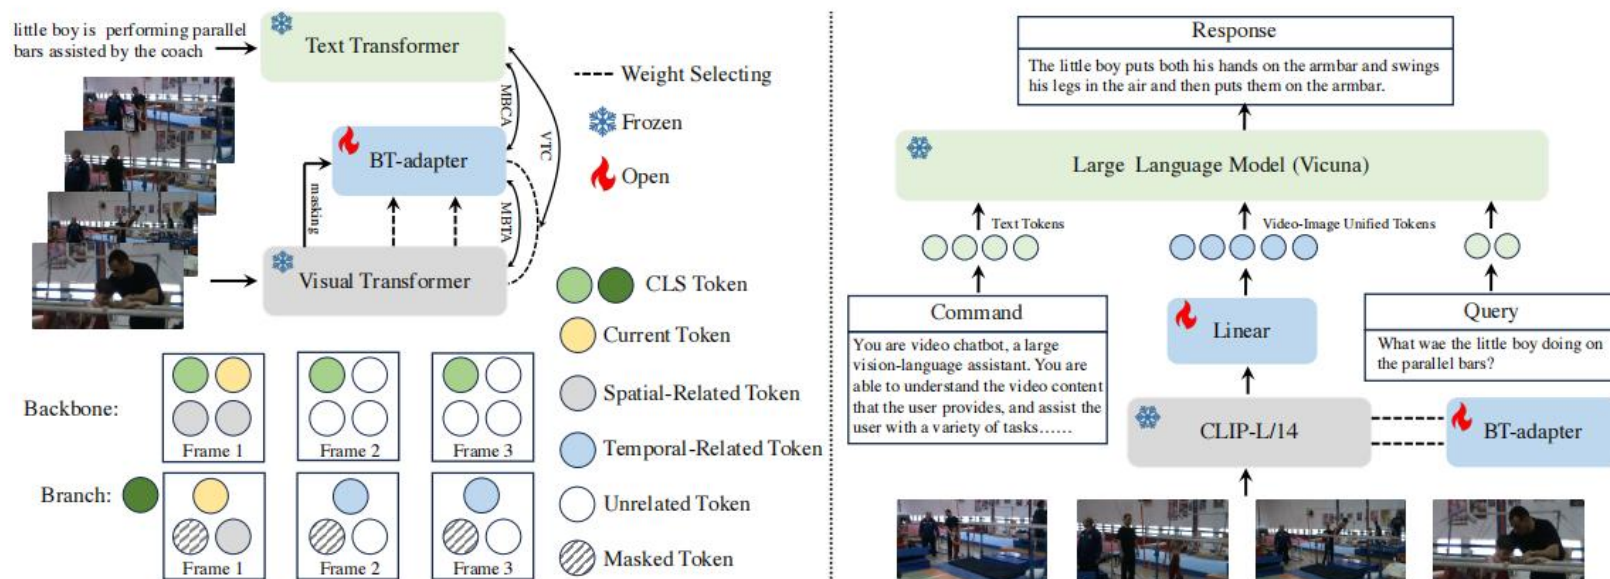 little boy is performing parallel
bars assisted by the coach
Text Transformer
MBCA
VTC
BT-adapter
masking
MBTA
Visual Transformer
Weight Selecting
Frozen
Open
CLS Token
Current Token
Spatial-Related Token
Temporal-Related Token
Unrelated Token
Masked Token
Backbone:
Frame 1
Frame 2
Frame 3
Branch:
Frame 1
Frame 2
Frame 3
Response
The little boy puts both his hands on the armbar and swings
his legs in the air and then puts them on the armbar.
Large Language Model (Vicuna)
Text Tokens
Video-Image Unified Tokens
Command
You are video chatbot, a large
vision-language assistant. You are
able to understand the video content
that the user provides, and assist the
user with a variety of tasks……
Linear
Query
What wae the little boy doing on
the parallel bars?
CLIP-L/14
BT-adapter